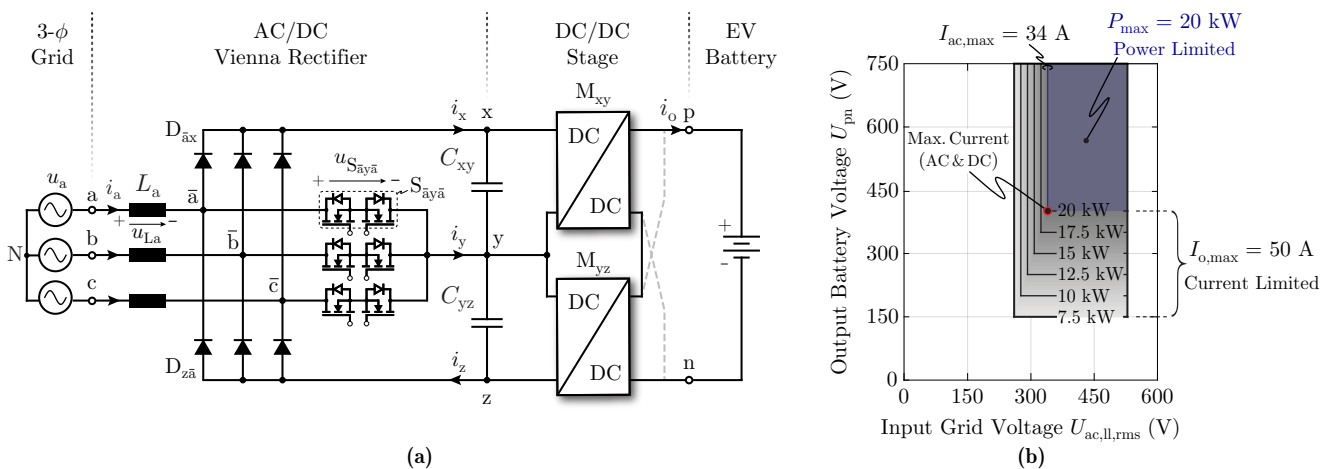 3-ϕ
Grid
AC/DC
Vienna Rectifier
DC/DC
Stage
EV
Battery
D_āx
i_x
x
M_xy
i_o
p
DC
DC
C_xy
u_Sāyā
+
-
S_āyā
u_a
a
i_a
L_a
ā
+
-
u_La
N
b
b̄
i_y
y
c
c̄
M_yz
C_yz
DC
DC
+
-
D_zā
i_z
z
n
(a)
I_ac,max = 34 A
P_max = 20 kW
Power Limited
Output Battery Voltage U_pn (V)
750
600
450
300
150
0
Max. Current
(AC & DC)
20 kW
17.5 kW
15 kW
12.5 kW
10 kW
7.5 kW
I_o,max = 50 A
Current Limited
0
150
300
450
600
Input Grid Voltage U_ac,ll,rms (V)
(b)